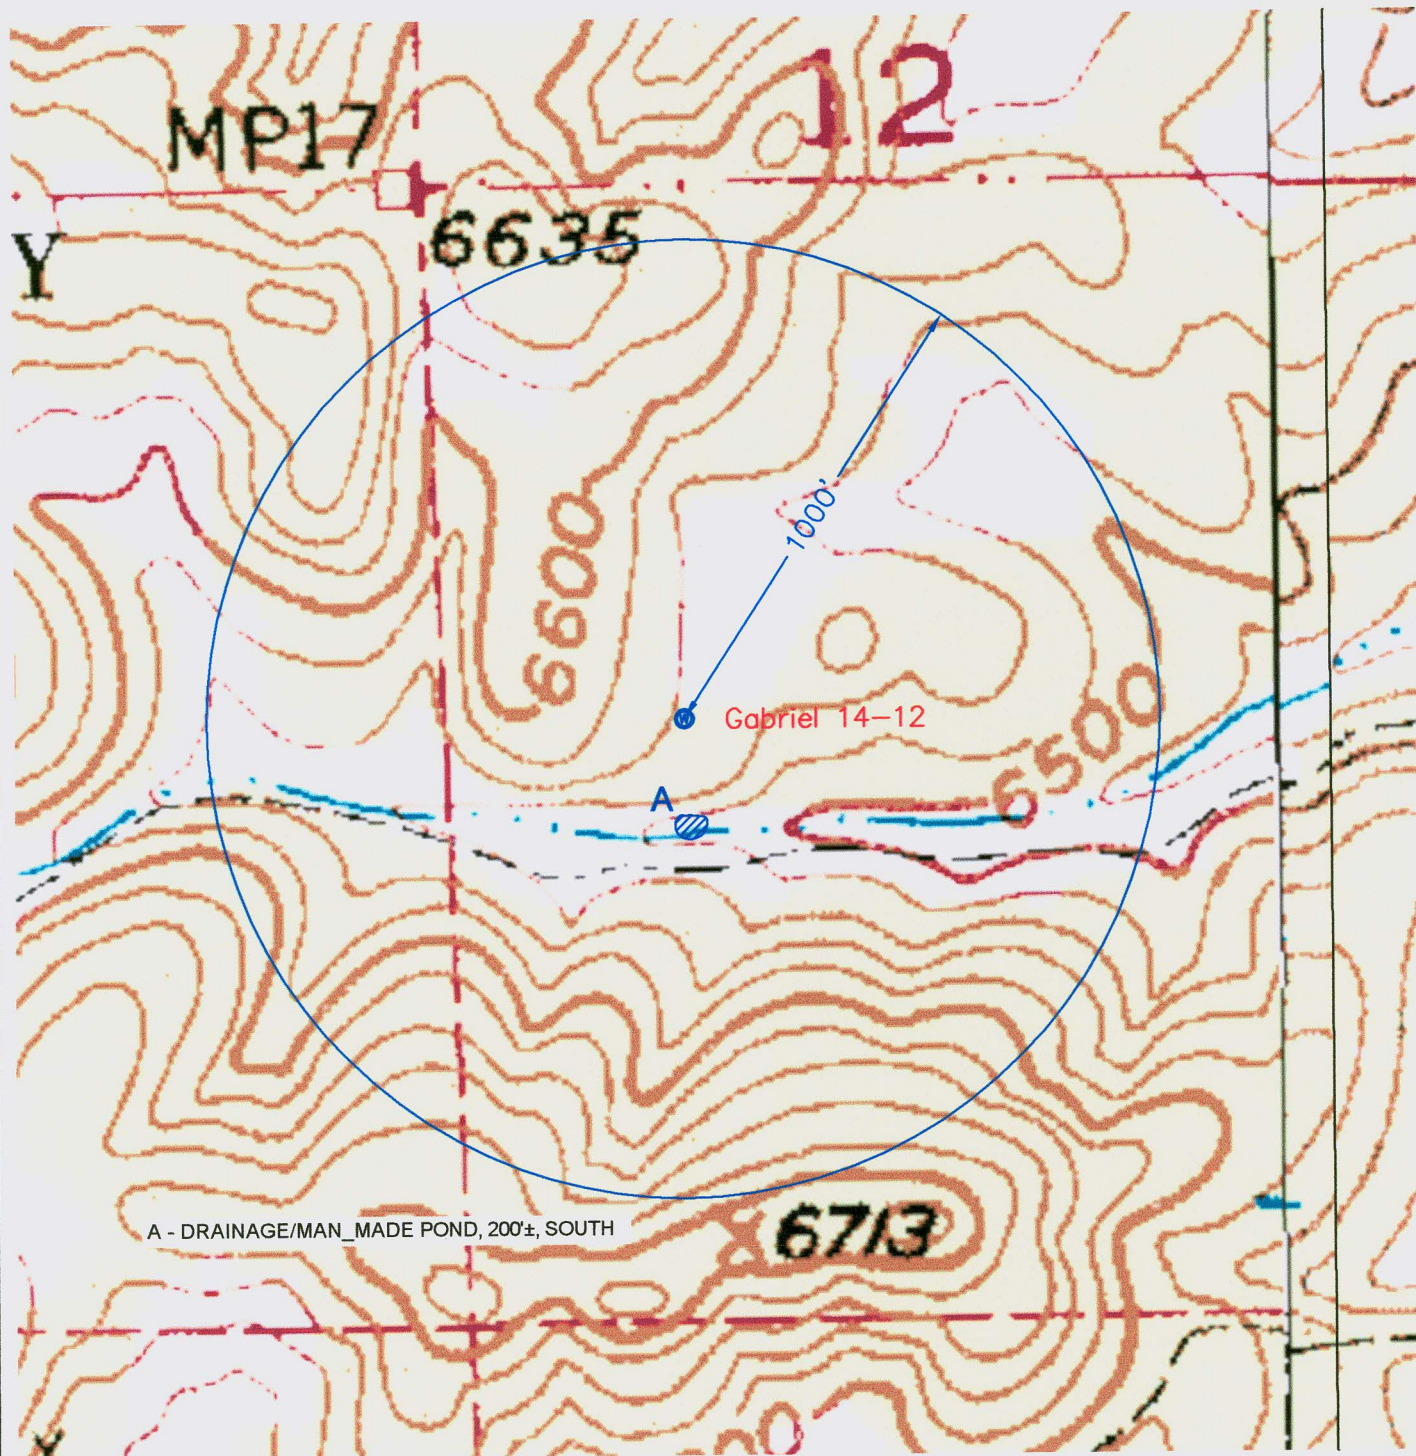 12
MP17
6635
Y
1000'
6600
Gabriel 14-12
6500
A
A - DRAINAGE/MAN_MADE POND, 200'±, SOUTH
6713